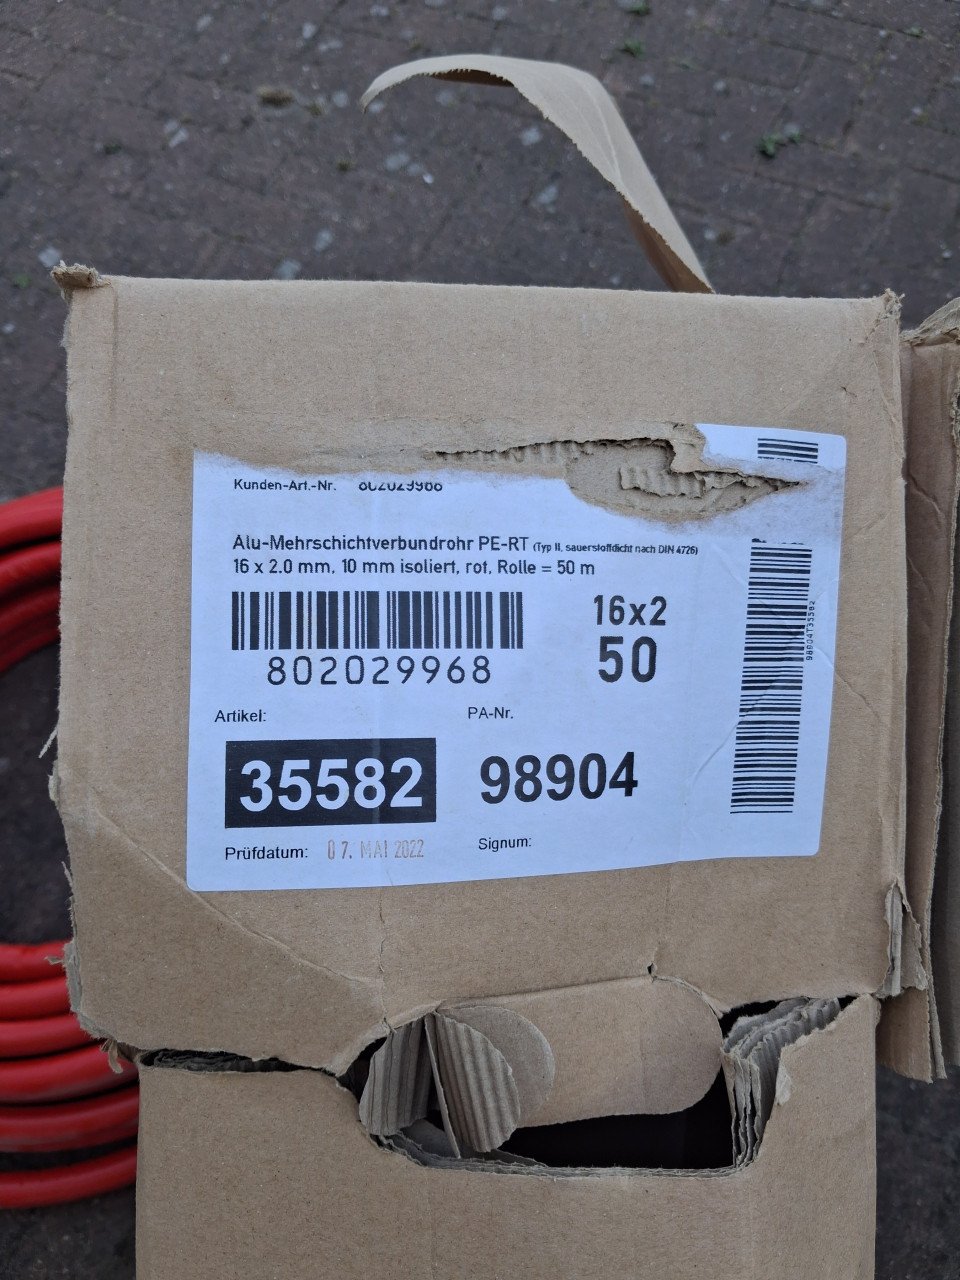 Kunden-Art.-Nr. 802029968
Alu-Mehrschichtverbundrohr PE-RT (Typ II, sauerstoffdicht nach DIN 4726)
16 x 2.0 mm, 10 mm isoliert, rot, Rolle = 50 m
802029968
16x2
50
98904T35582
Artikel:
35582
PA-Nr.
98904
Prüfdatum: 07. MAI 2022
Signum: